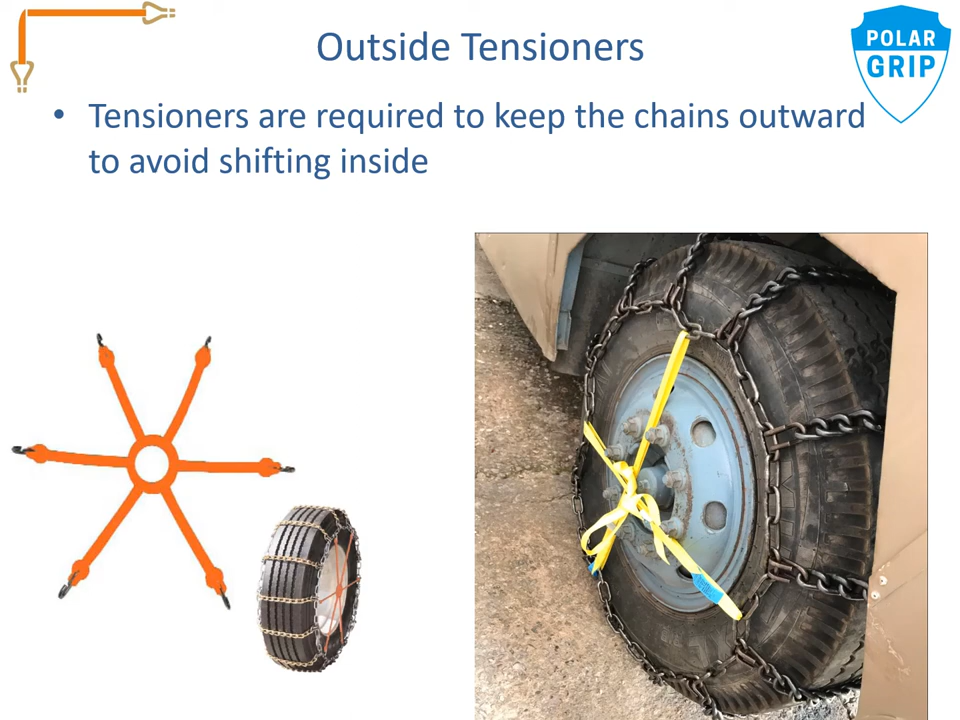 Outside Tensioners
POLAR
GRIP
• Tensioners are required to keep the chains outward
to avoid shifting inside